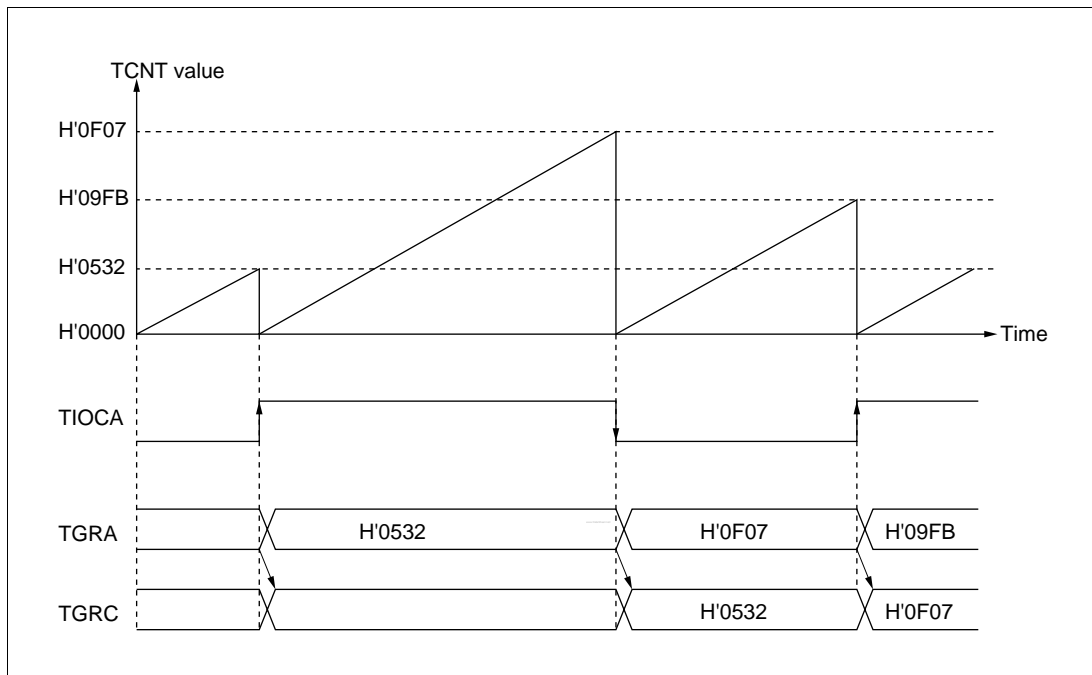 TCNT value
H'0F07
H'09FB
H'0532
H'0000
Time
TIOCA
TGRA
H'0532
H'0F07
H'09FB
TGRC
H'0532
H'0F07